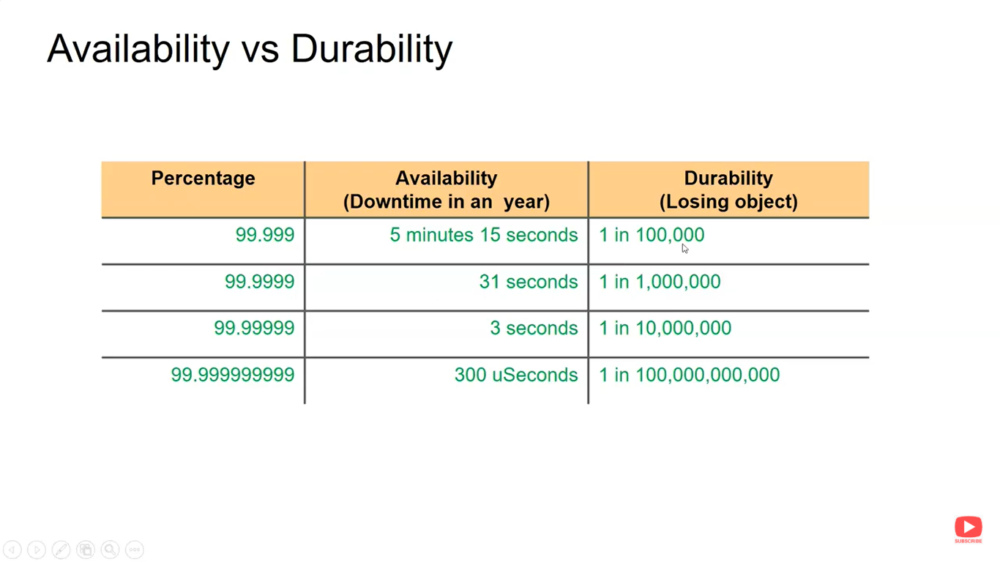 Availability vs Durability
Percentage
Availability
(Downtime in an year)
Durability
(Losing object)
99.999
5 minutes 15 seconds
1 in 100,000
99.9999
31 seconds
1 in 1,000,000
99.99999
3 seconds
1 in 10,000,000
99.999999999
300 uSeconds
1 in 100,000,000,000
SUBSCRIBE